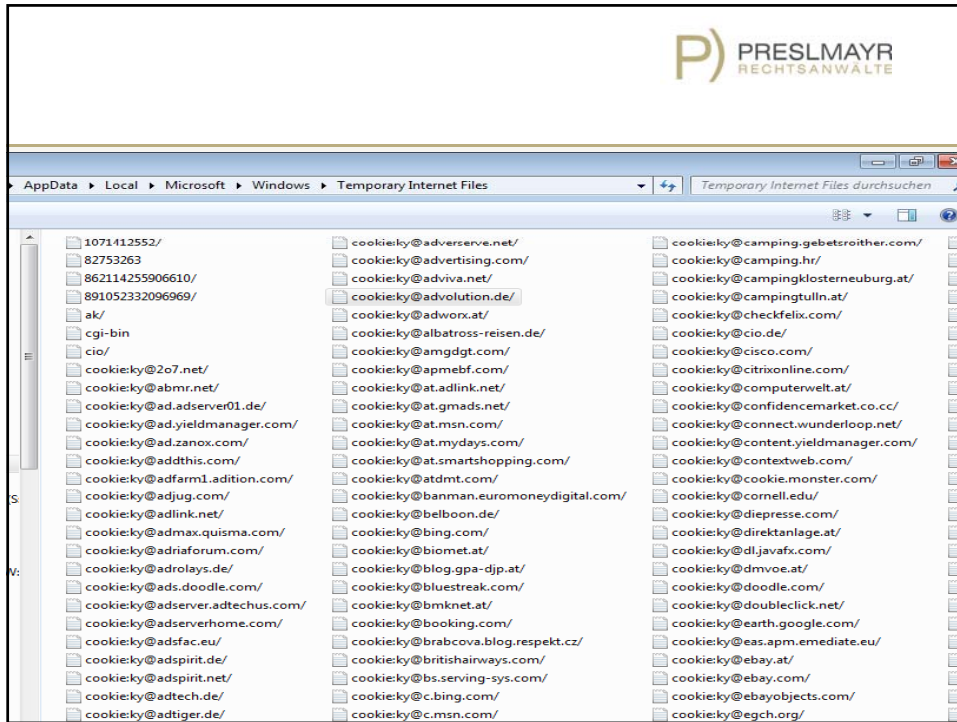 PRESLMAYR
RECHTSANWÄLTE
AppData Local Microsoft Windows Temporary Internet Files Temporary Internet Files durchsuchen
1071412552/
82753263
862114255906610/
891052332096969/
ak/
cgi-bin
cio/
cookie:ky@2o7.net/
cookie:ky@abmr.net/
cookie:ky@ad.adserver01.de/
cookie:ky@ad.yieldmanager.com/
cookie:ky@ad.zanox.com/
cookie:ky@addthis.com/
cookie:ky@adfarm1.adition.com/
cookie:ky@adjug.com/
cookie:ky@adlink.net/
cookie:ky@admax.quisma.com/
cookie:ky@adriaforum.com/
cookie:ky@adrolays.de/
cookie:ky@ads.doodle.com/
cookie:ky@adserver.adtechus.com/
cookie:ky@adserverhome.com/
cookie:ky@adsfac.eu/
cookie:ky@adspirit.de/
cookie:ky@adspirit.net/
cookie:ky@adtech.de/
cookie:ky@adtiger.de/
cookie:ky@adverserve.net/
cookie:ky@advertising.com/
cookie:ky@adviva.net/
cookie:ky@advolution.de/
cookie:ky@adworx.at/
cookie:ky@albatross-reisen.de/
cookie:ky@amgdgt.com/
cookie:ky@apmebf.com/
cookie:ky@at.adlink.net/
cookie:ky@at.gmads.net/
cookie:ky@at.msn.com/
cookie:ky@at.mydays.com/
cookie:ky@at.smartshopping.com/
cookie:ky@atdmt.com/
cookie:ky@banman.euromoneydigital.com/
cookie:ky@belboon.de/
cookie:ky@bing.com/
cookie:ky@biomet.at/
cookie:ky@blog.gpa-djp.at/
cookie:ky@bluestreak.com/
cookie:ky@bmknet.at/
cookie:ky@booking.com/
cookie:ky@brabcova.blog.respekt.cz/
cookie:ky@britishairways.com/
cookie:ky@bs.serving-sys.com/
cookie:ky@c.bing.com/
cookie:ky@c.msn.com/
cookie:ky@camping.gebetsroither.com/
cookie:ky@camping.hr/
cookie:ky@campingklosterneuburg.at/
cookie:ky@campingtulln.at/
cookie:ky@checkfelix.com/
cookie:ky@cio.de/
cookie:ky@cisco.com/
cookie:ky@citrixonline.com/
cookie:ky@computerwelt.at/
cookie:ky@confidencemarket.co.cc/
cookie:ky@connect.wunderloop.net/
cookie:ky@content.yieldmanager.com/
cookie:ky@contextweb.com/
cookie:ky@cookie.monster.com/
cookie:ky@cornell.edu/
cookie:ky@diepresse.com/
cookie:ky@direktanlage.at/
cookie:ky@dl.javafx.com/
cookie:ky@dmvoe.at/
cookie:ky@doodle.com/
cookie:ky@doubleclick.net/
cookie:ky@earth.google.com/
cookie:ky@eas.apm.emediate.eu/
cookie:ky@ebay.at/
cookie:ky@ebay.com/
cookie:ky@ebayobjects.com/
cookie:ky@egch.org/